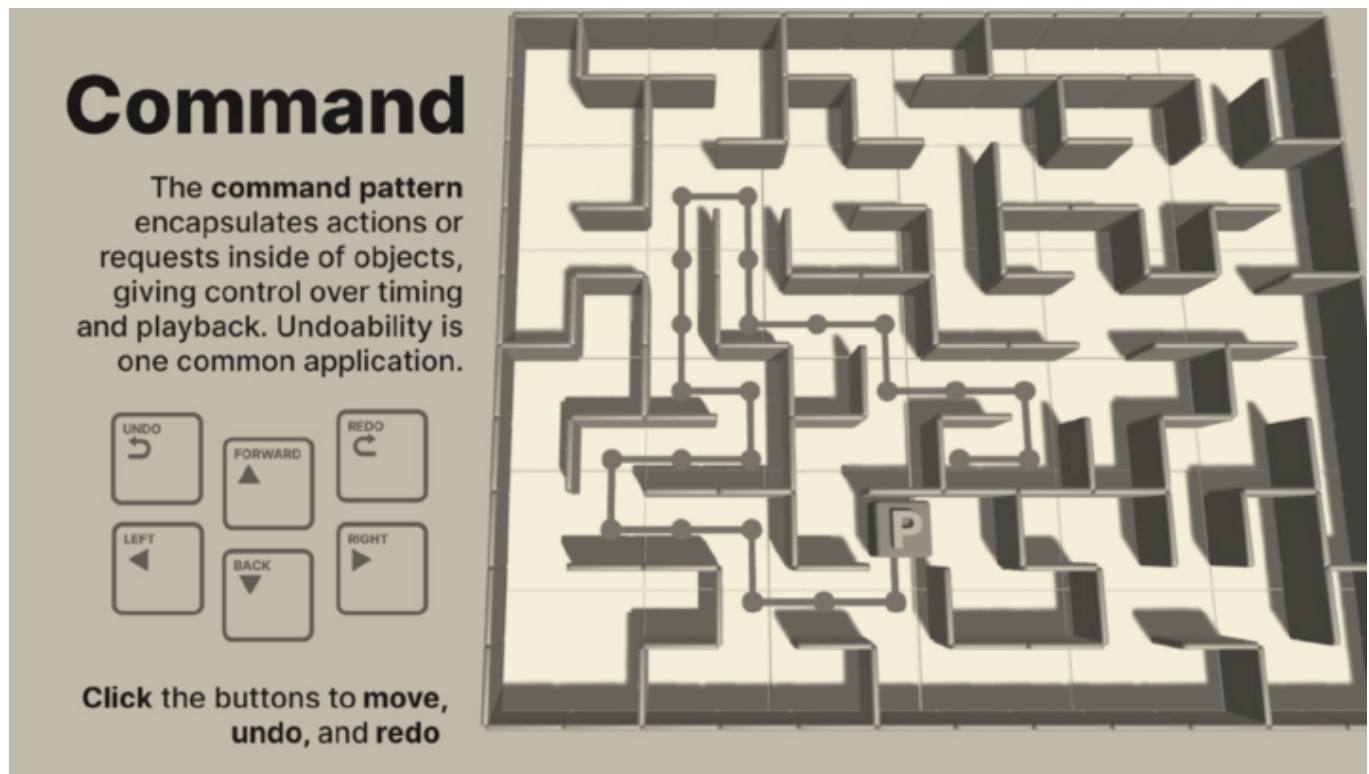 Command
The command pattern
encapsulates actions or
requests inside of objects,
giving control over timing
and playback. Undoability is
one common application.
UNDO
FORWARD
REDO
LEFT
BACK
RIGHT
Click the buttons to move,
undo, and redo
P